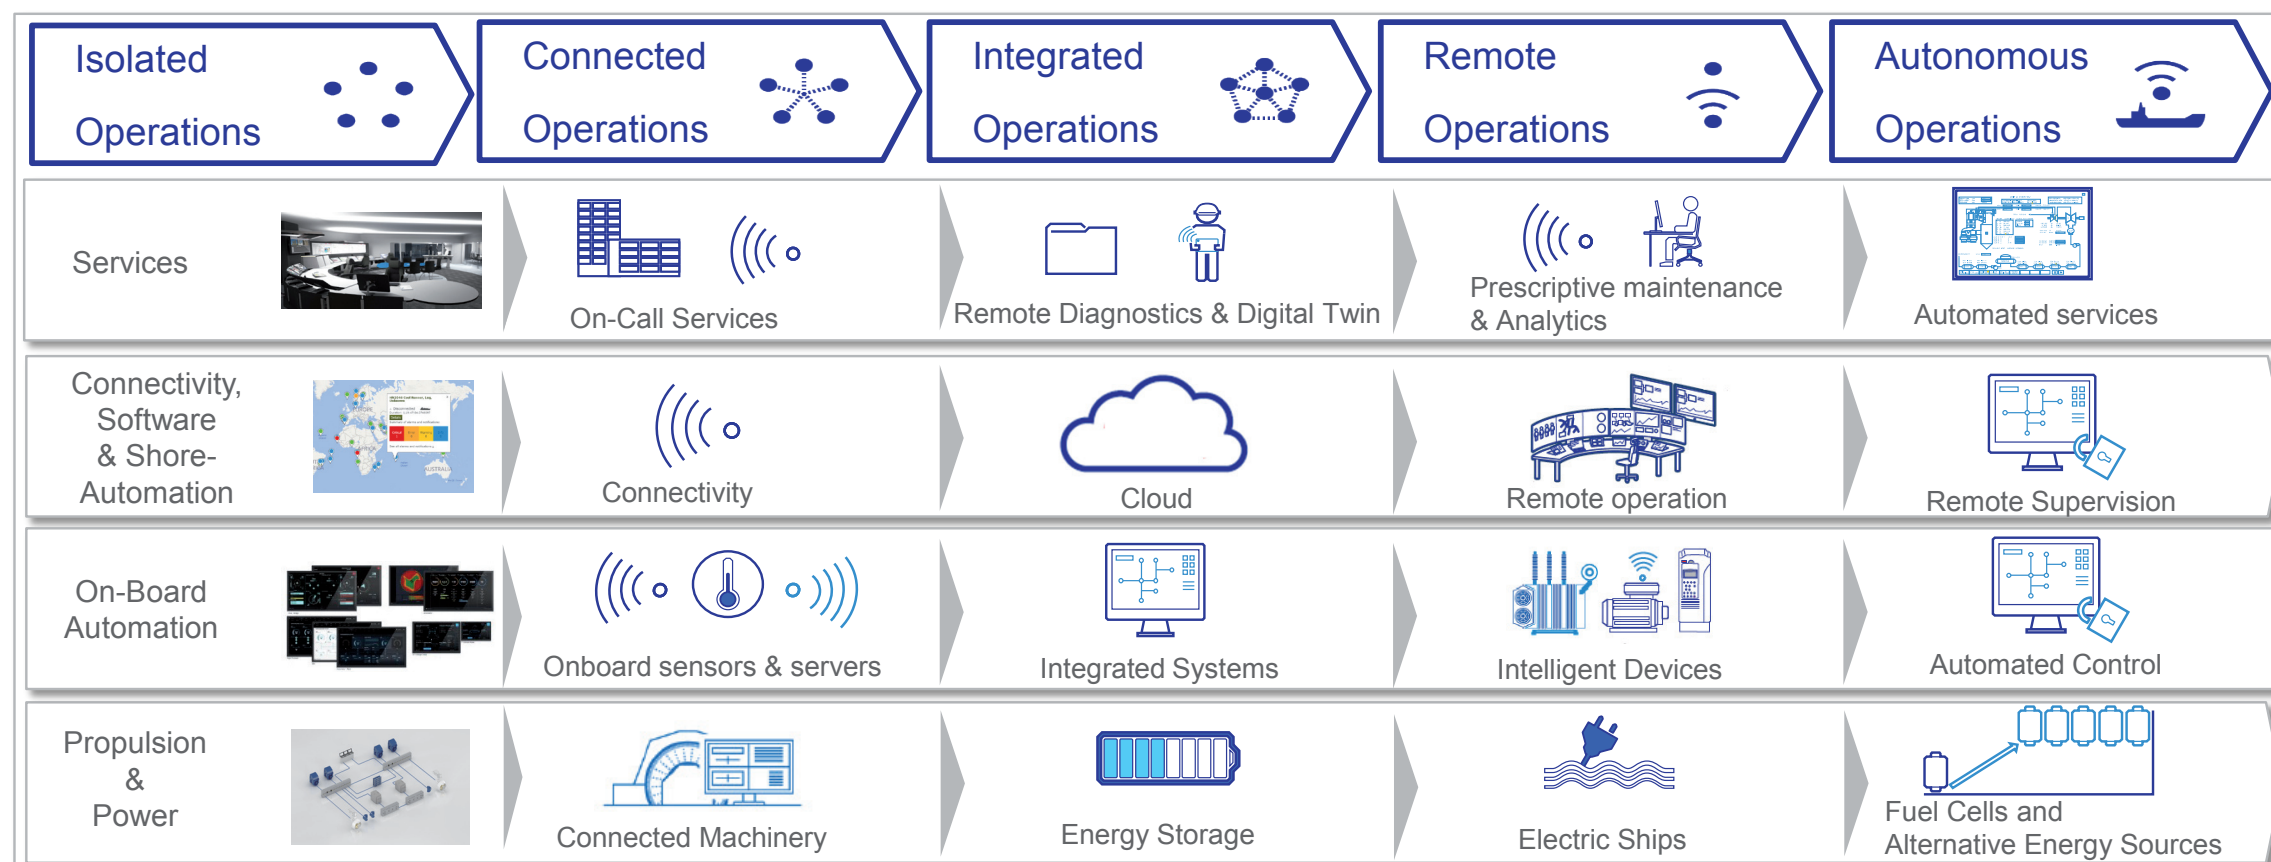 Isolated
Operations
Connected
Operations
Integrated
Operations
Remote
Operations
Autonomous
Operations
Services
On-Call Services
Remote Diagnostics & Digital Twin
Prescriptive maintenance
& Analytics
Automated services
Connectivity,
Software
& Shore-
Automation
Connectivity
Cloud
Remote operation
Remote Supervision
On-Board
Automation
Onboard sensors & servers
Integrated Systems
Intelligent Devices
Automated Control
Propulsion
&
Power
Connected Machinery
Energy Storage
Electric Ships
Fuel Cells and
Alternative Energy Sources